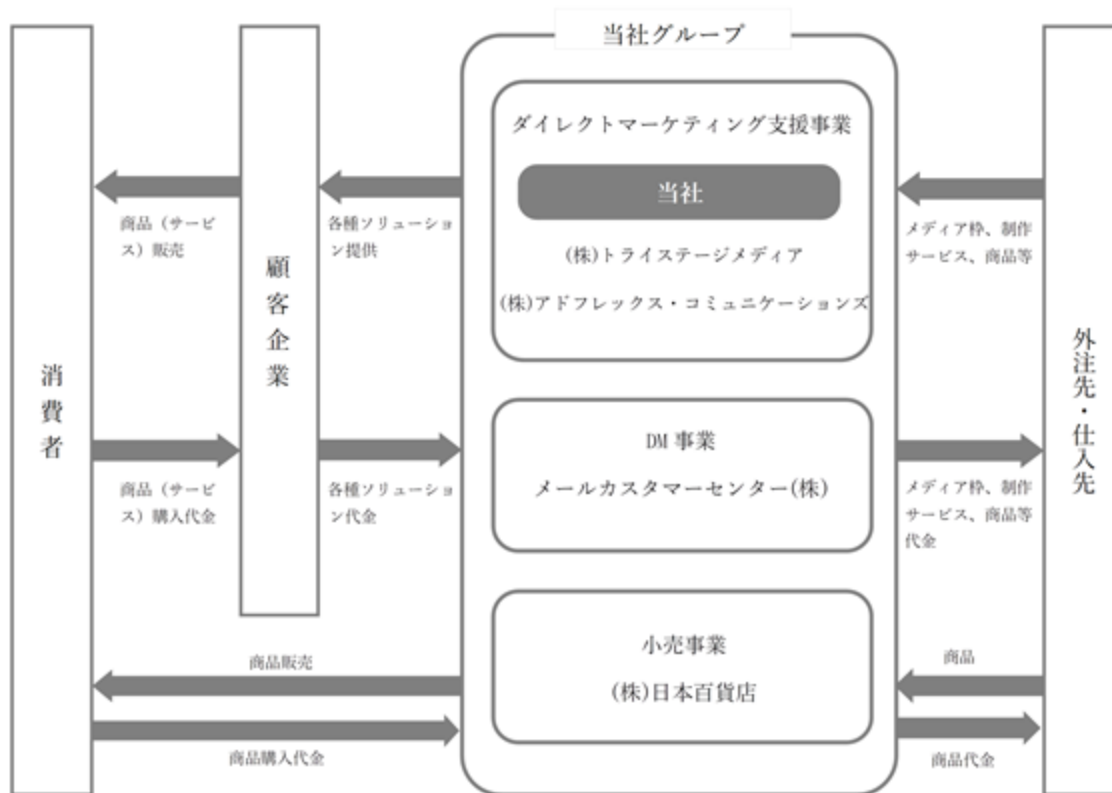 当社グループ
ダイレクトマーケティング支援事業
当社
(株)トライステージメディア
(株)アドフレックス・コミュニケーションズ
DM 事業
メールカスタマーセンター(株)
小売事業
(株)日本百貨店
消費者
顧客企業
外注先・仕入先
商品（サービ
ス）販売
各種ソリューショ
ン提供
メディア枠、制作
サービス、商品等
商品（サービ
ス）購入代金
各種ソリューショ
ン代金
メディア枠、制作
サービス、商品等
代金
商品販売
商品購入代金
商品
商品代金